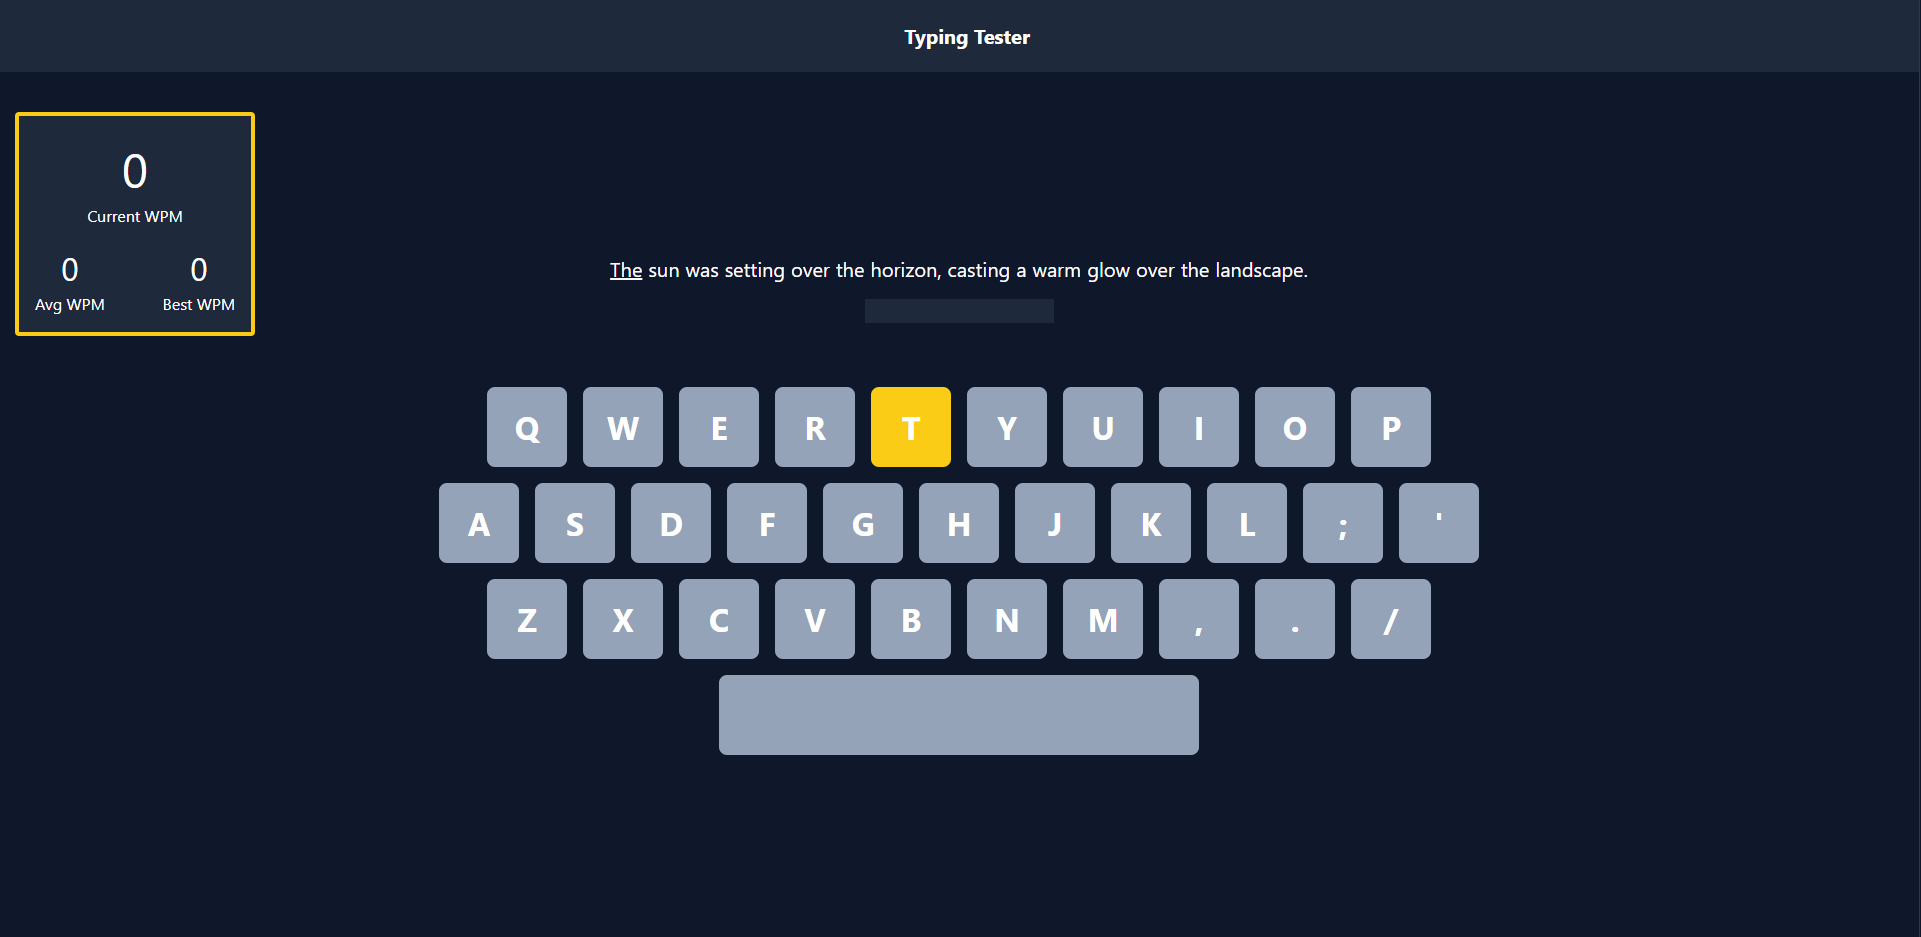 Typing Tester
0
Current WPM
0 0
Avg WPM Best WPM
The sun was setting over the horizon, casting a warm glow over the landscape.
Q W E R T Y U I O P
A S D F G H J K L ; '
Z X C V B N M , . /